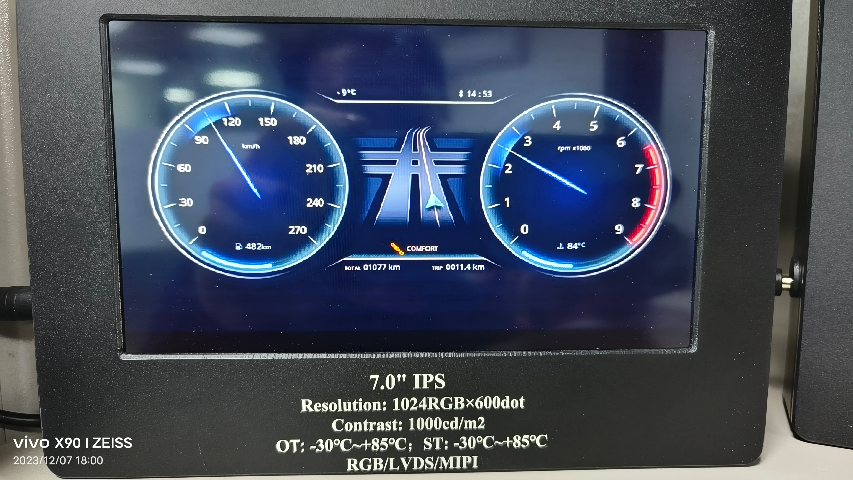 - 9°C
14 : 53
120 150
90 180
km/h
60 210
30 240
0 270
482km
4 5
3 6
rpm x1000
2 7
1 8
0 9
84°C
COMFORT
TOTAL 01077 km TRIP 0011.4 km
7.0" IPS
Resolution: 1024RGB×600dot
Contrast: 1000cd/m2
OT: -30℃~+85℃; ST: -30℃~+85℃
RGB/LVDS/MIPI
vivo X90 | ZEISS
2023/12/07 18:00